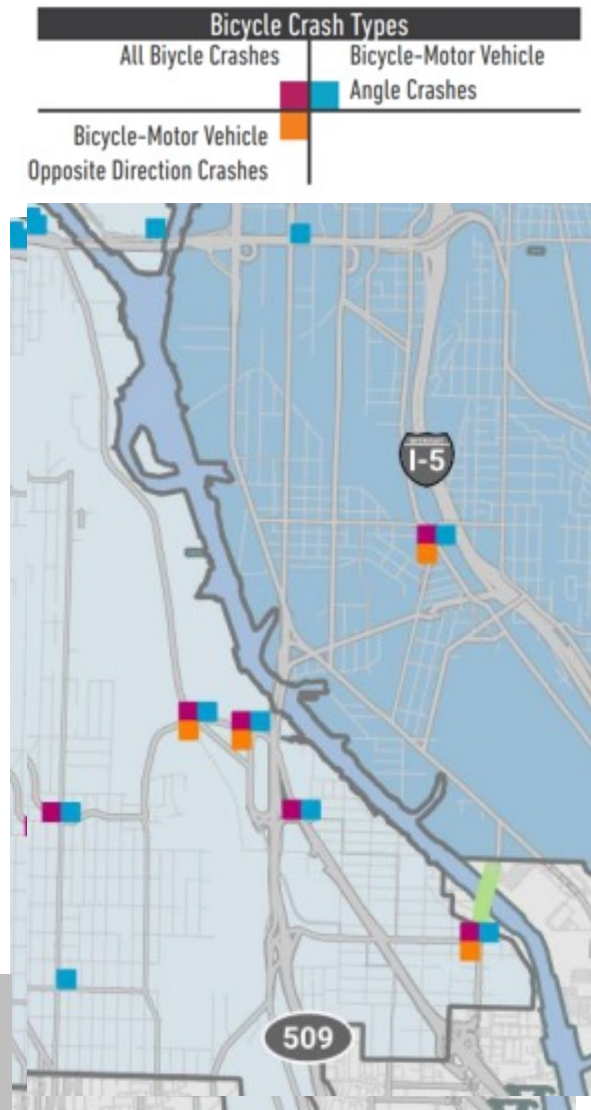 Bicycle Crash Types
All Biycle Crashes
Bicycle-Motor Vehicle
Angle Crashes
Bicycle-Motor Vehicle
Opposite Direction Crashes
I-5
509